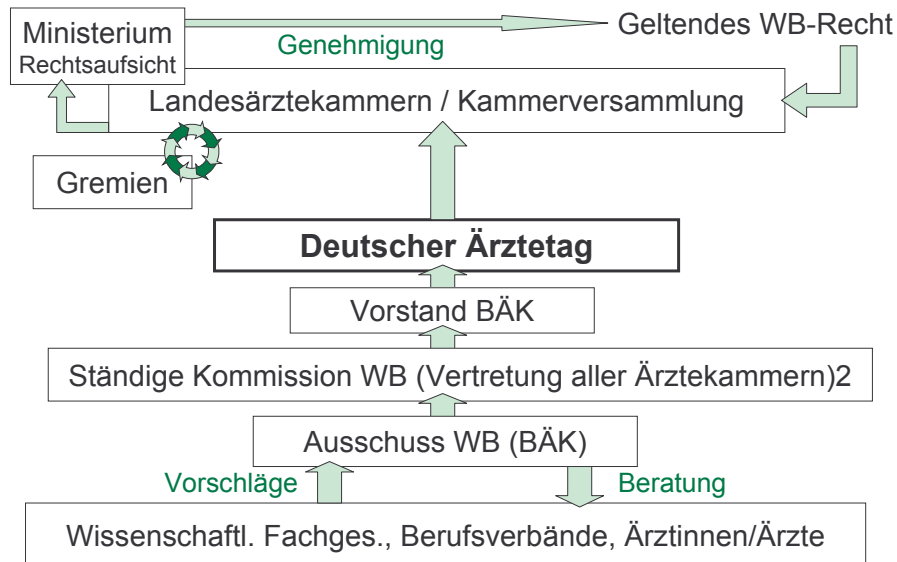 Ministerium
Rechtsaufsicht
Genehmigung
Geltendes WB-Recht
Landesärztekammern / Kammerversammlung
Gremien
Deutscher Ärztetag
Vorstand BÄK
Ständige Kommission WB (Vertretung aller Ärztekammern)2
Ausschuss WB (BÄK)
Vorschläge
Beratung
Wissenschaftl. Fachges., Berufsverbände, Ärztinnen/Ärzte